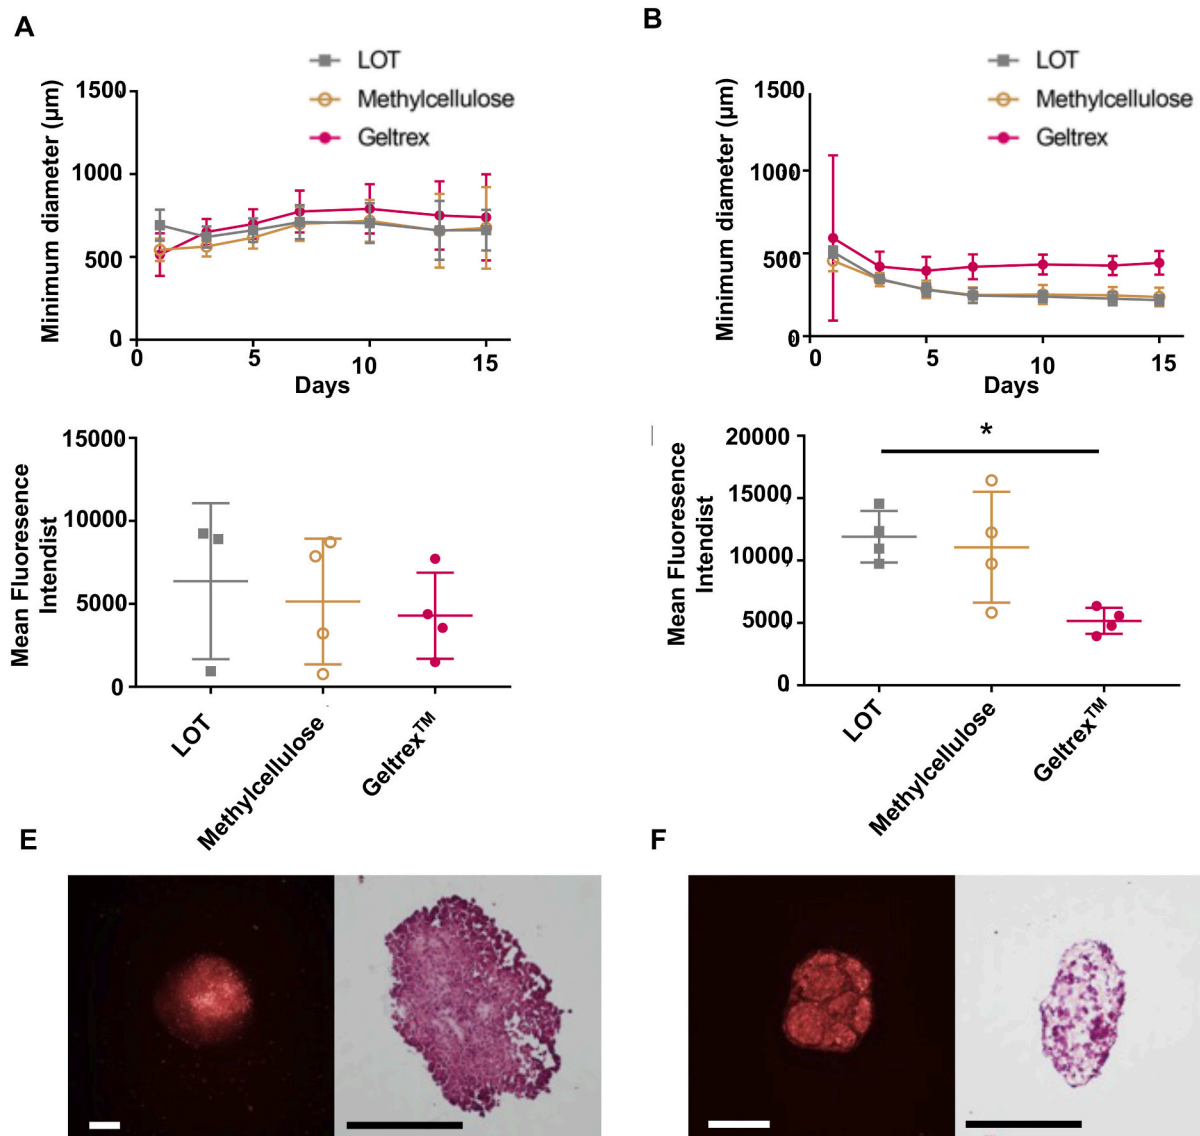 A
LOT
Methylcellulose
Geltrex
Minimum diameter (µm)
1500
1000
500
0
0
5
10
15
Days
B
LOT
Methylcellulose
Geltrex
Minimum diameter (µm)
1500
1000
500
0
0
5
10
15
Days
Mean Fluoresence
Intendist
15000
10000
5000
0
LOT
Methylcellulose
Geltrex™
Mean Fluoresence
Intendist
20000
15000
10000
5000
0
*
LOT
Methylcellulose
Geltrex™
E
F